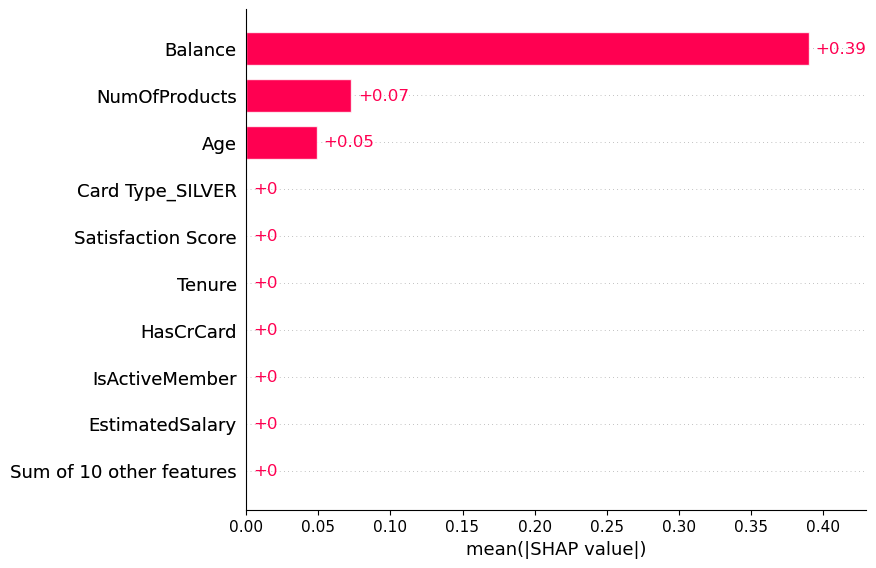 Balance +0.39
NumOfProducts +0.07
Age +0.05
Card Type_SILVER +0
Satisfaction Score +0
Tenure +0
HasCrCard +0
IsActiveMember +0
EstimatedSalary +0
Sum of 10 other features +0
0.00 0.05 0.10 0.15 0.20 0.25 0.30 0.35 0.40
mean(|SHAP value|)